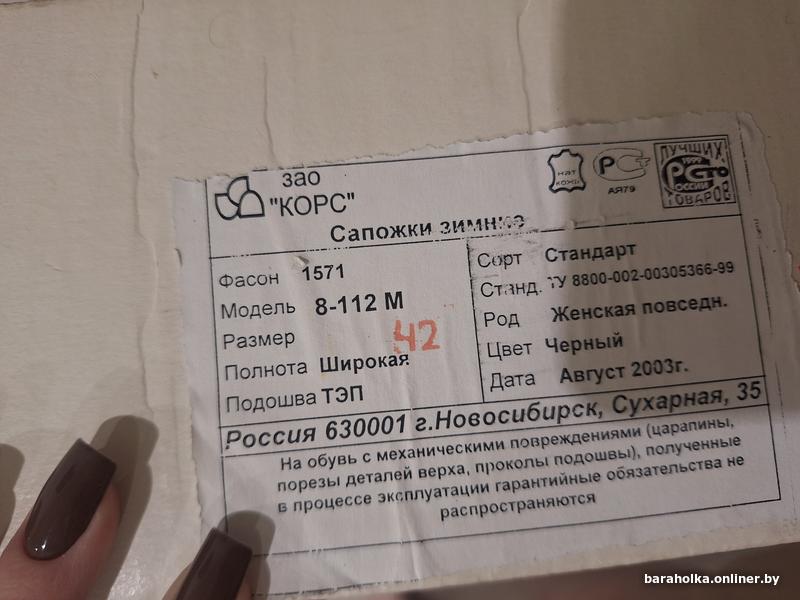 ЗАО
"КОРС"
НАТ
КОЖА
АЯ79
ЛУЧШИХ
1999
РОССИИ
ТОВАРОВ
Сапожки зимние
Фасон 1571
Модель 8-112 М
Размер 42
Полнота Широкая
Подошва ТЭП
Сорт Стандарт
Станд. ТУ 8800-002-00305366-99
Род Женская повседн.
Цвет Черный
Дата Август 2003г.
Россия 630001 г.Новосибирск, Сухарная, 35
На обувь с механическими повреждениями (царапины,
порезы деталей верха, проколы подошвы), полученные
в процессе эксплуатации гарантийные обязательства не
распространяются
baraholka.onliner.by